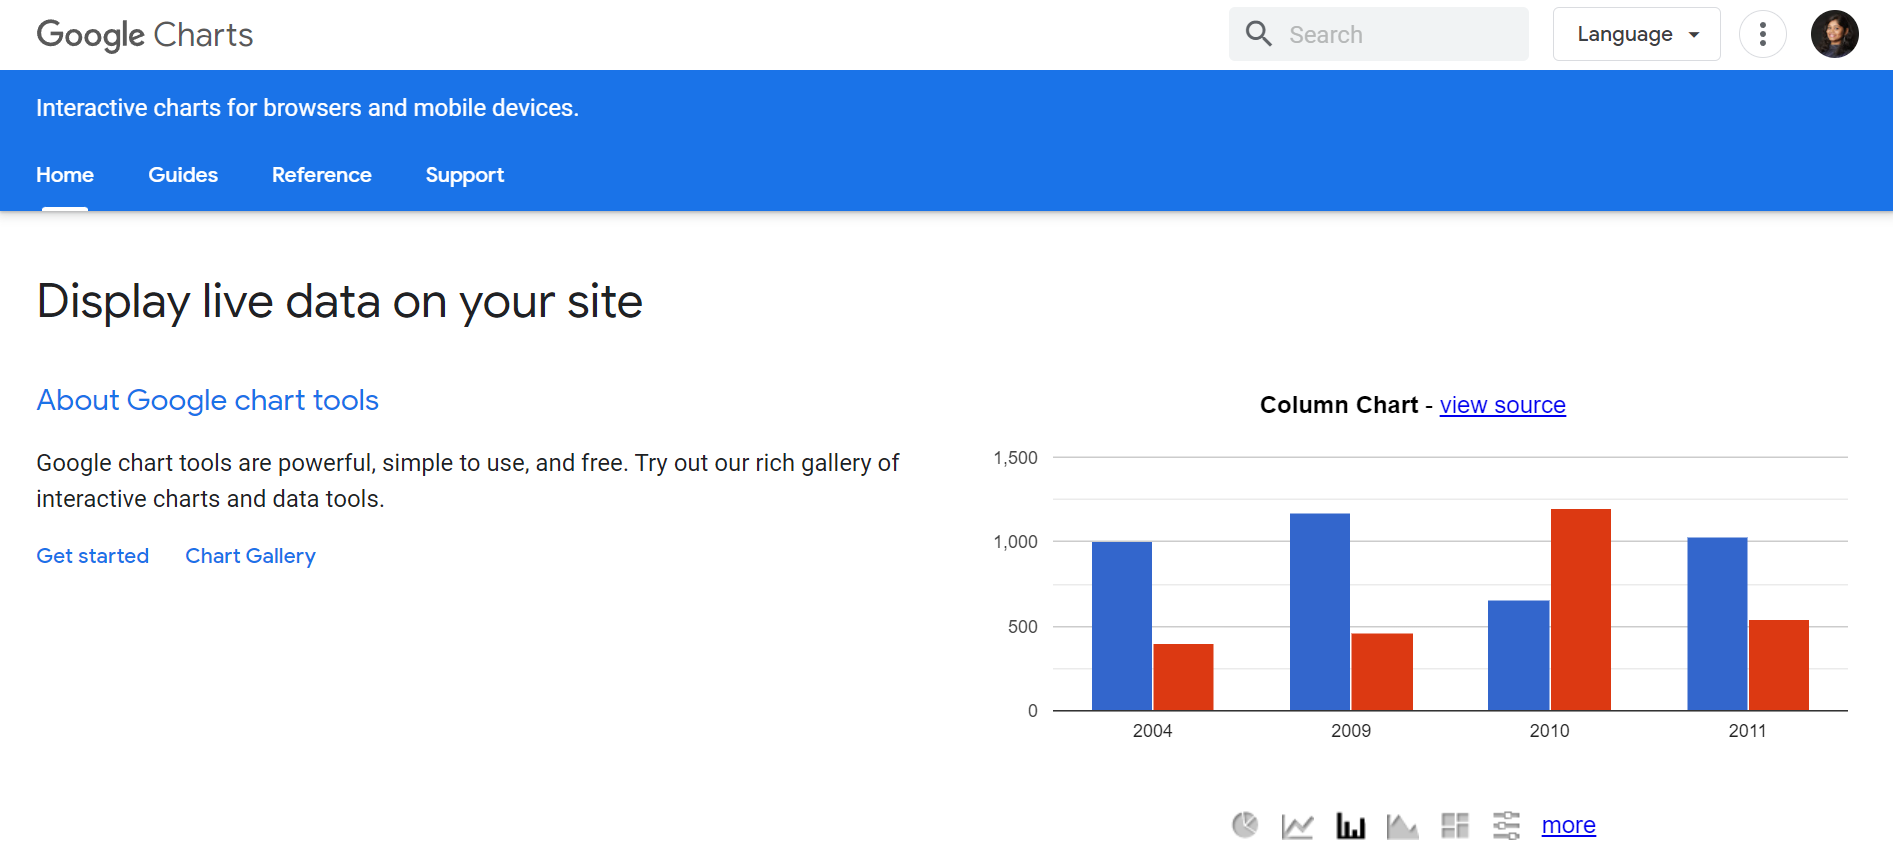 Google Charts
Search
Language
Interactive charts for browsers and mobile devices.
Home Guides Reference Support
Display live data on your site
About Google chart tools
Google chart tools are powerful, simple to use, and free. Try out our rich gallery of
interactive charts and data tools.
Get started Chart Gallery
Column Chart - view source
1,500
1,000
500
0
2004 2009 2010 2011
more